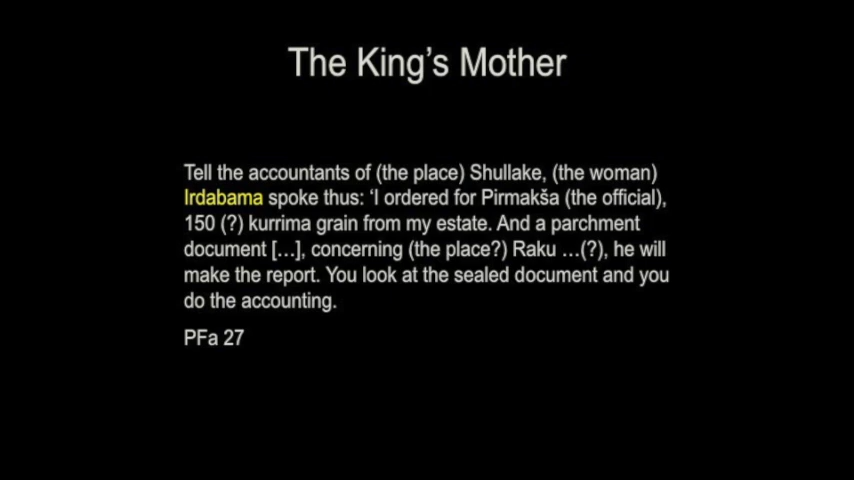 The King’s Mother
Tell the accountants of (the place) Shullake, (the woman)
Irdabama spoke thus: ‘I ordered for Pirmakša (the official),
150 (?) kurrima grain from my estate. And a parchment
document […], concerning (the place?) Raku …(?), he will
make the report. You look at the sealed document and you
do the accounting.
PFa 27